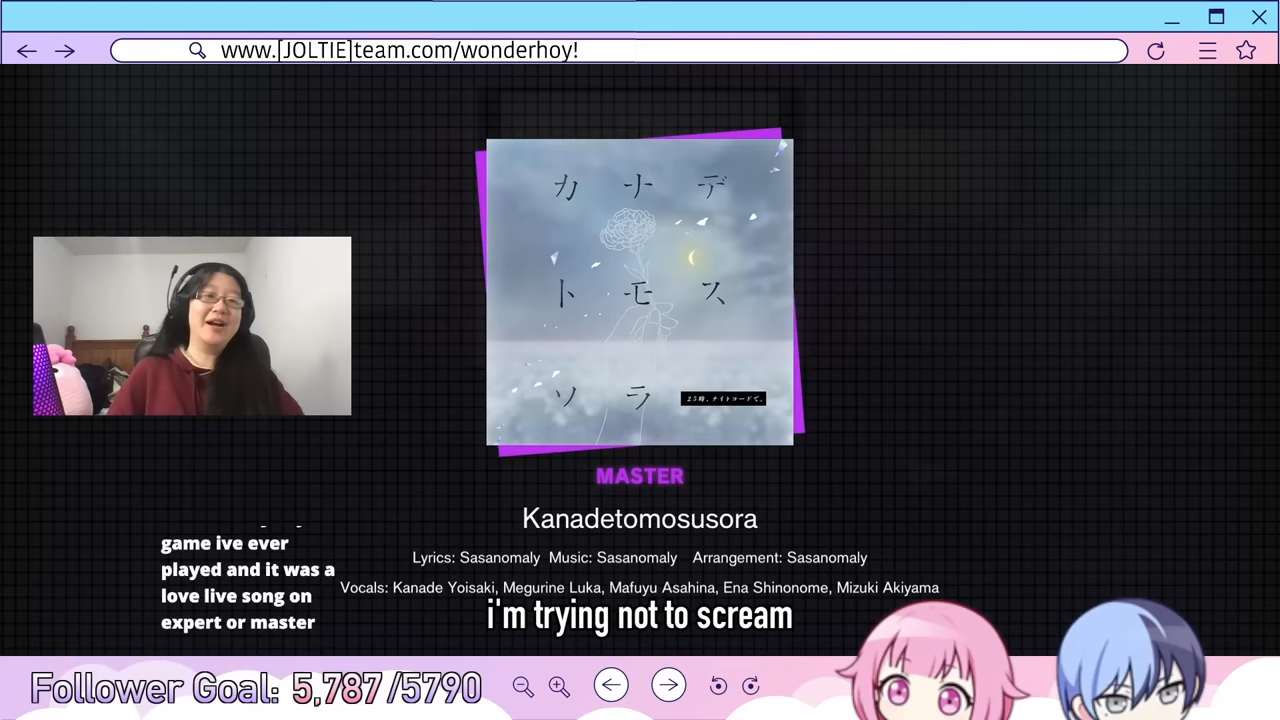 www.[JOLTIE]team.com/wonderhoy!
カナデ
トモス
ソラ
25時、ナイトコードで。
MASTER
Kanadetomosusora
Lyrics: Sasanomaly Music: Sasanomaly Arrangement: Sasanomaly
Vocals: Kanade Yoisaki, Megurine Luka, Mafuyu Asahina, Ena Shinonome, Mizuki Akiyama
game ive ever
played and it was a
love live song on
expert or master
i'm trying not to scream
Follower Goal: 5,787/5790